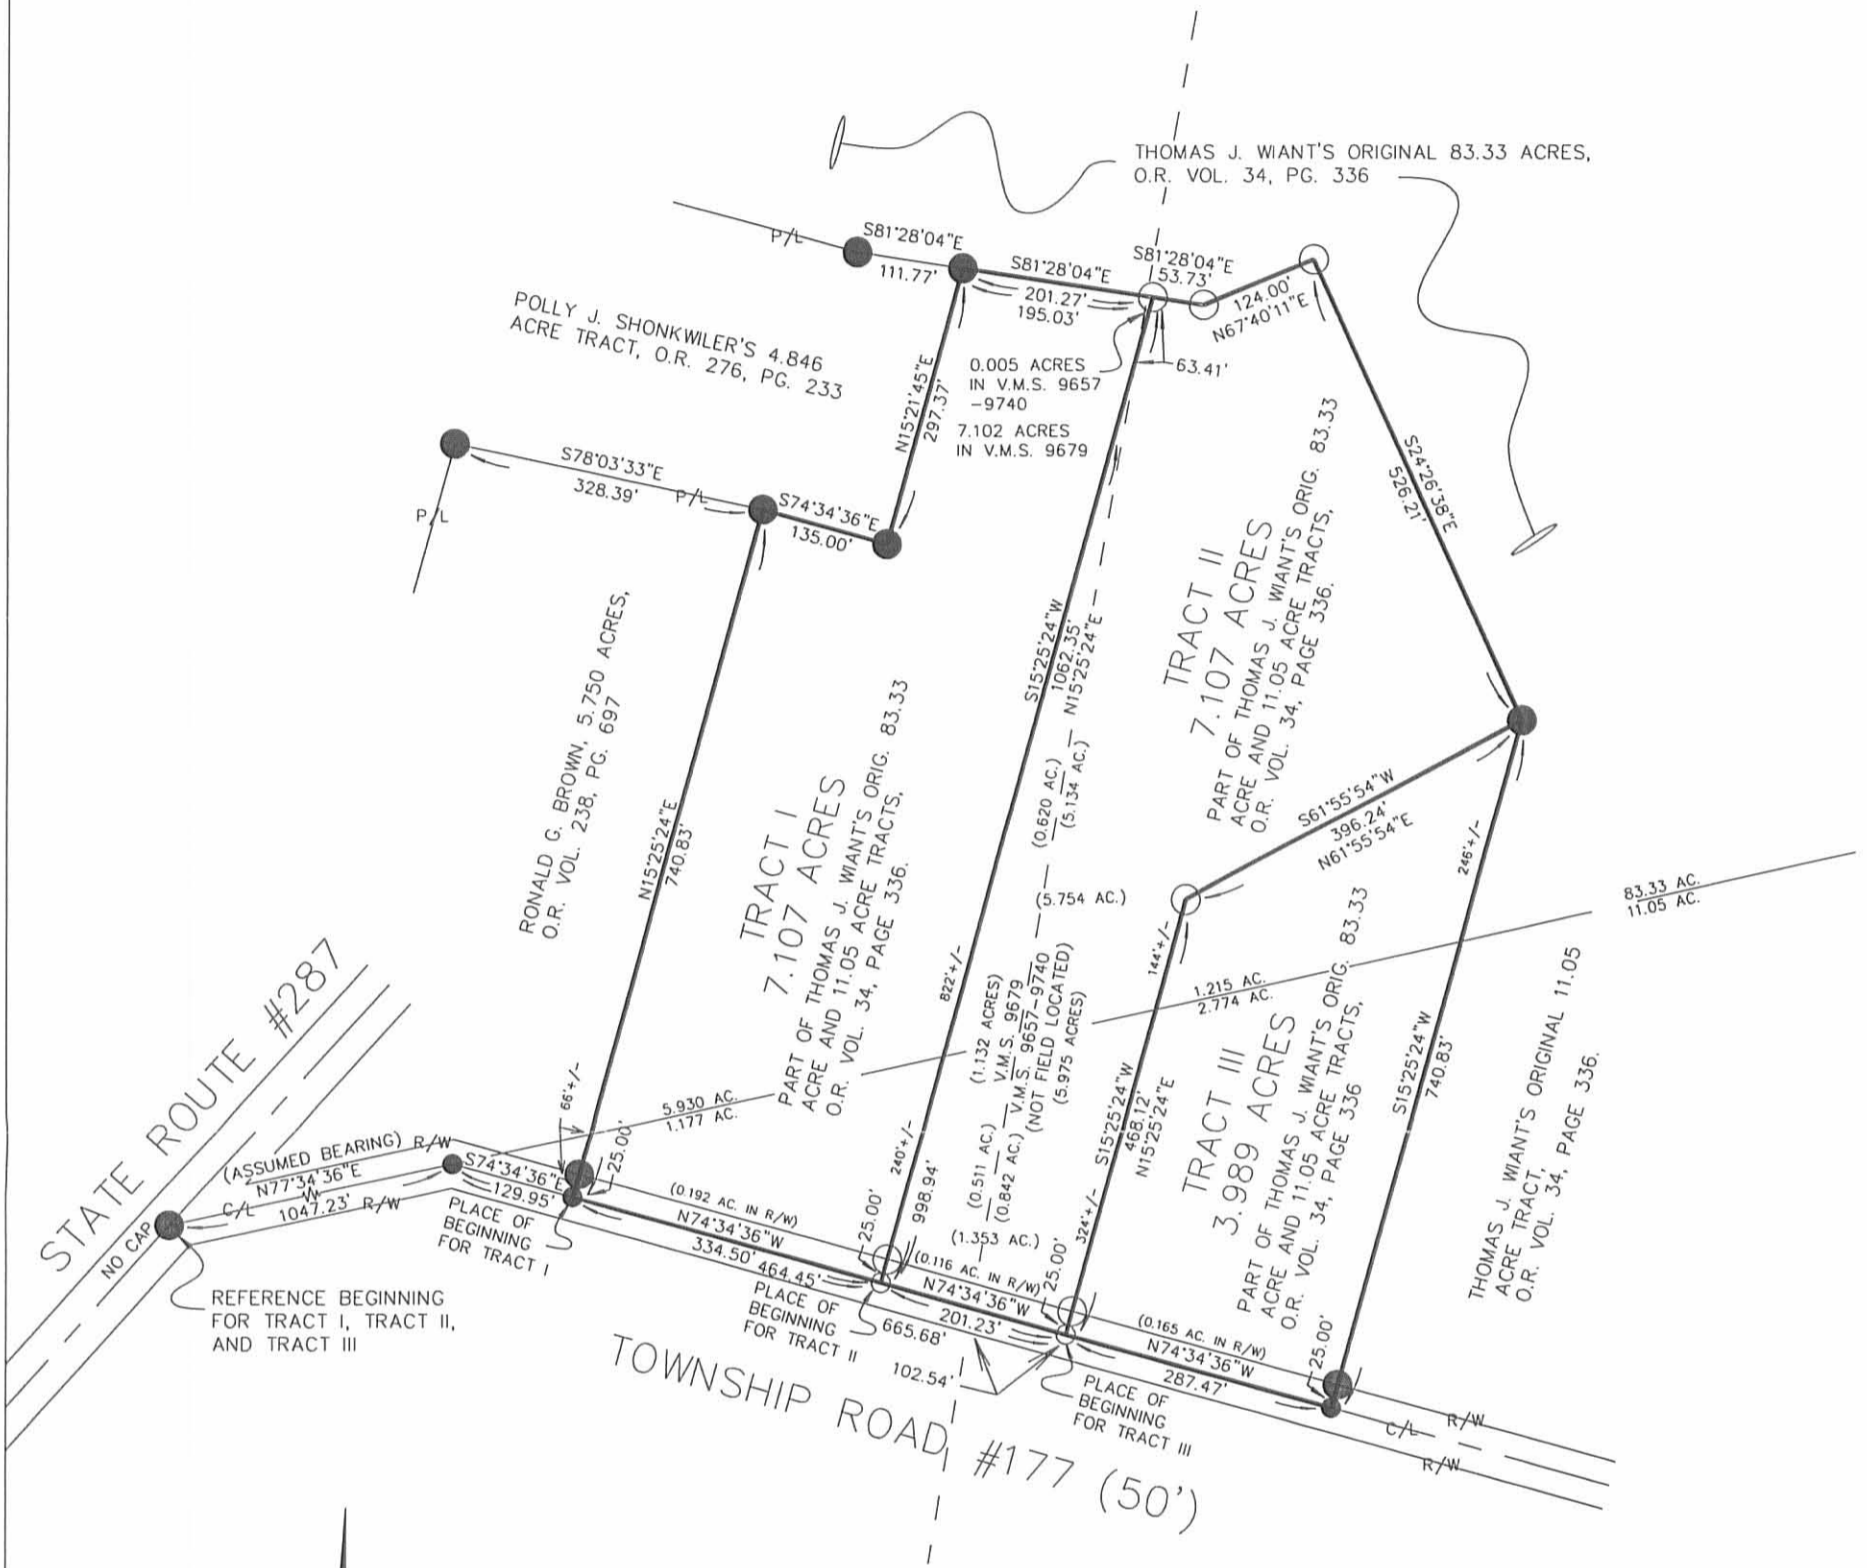 THOMAS J. WIANT'S ORIGINAL 83.33 ACRES,
O.R. VOL. 34, PG. 336
P/L
S81°28'04"E
111.77'
S81°28'04"E
201.27'
195.03'
S81°28'04"E
53.73'
124.00'
N67°40'11"E
63.41'
POLLY J. SHONKWILER'S 4.846
ACRE TRACT, O.R. 276, PG. 233
N15°21'45"E
297.37'
0.005 ACRES
IN V.M.S. 9657
-9740
7.102 ACRES
IN V.M.S. 9679
S24°26'38"E
526.21'
S78°03'33"E
328.39'
P/L
P/L
S74°34'36"E
135.00'
RONALD G. BROWN, 5.750 ACRES,
O.R. VOL. 238, PG. 697
N15°25'24"E
740.83'
TRACT I
7.107 ACRES
PART OF THOMAS J. WIANT'S ORIG. 83.33
ACRE AND 11.05 ACRE TRACTS,
O.R. VOL. 34, PAGE 336.
S15°25'24"W
1062.35'
N15°25'24"E
TRACT II
7.107 ACRES
PART OF THOMAS J. WIANT'S ORIG. 83.33
ACRE AND 11.05 ACRE TRACTS,
O.R. VOL. 34, PAGE 336.
(0.620 AC.)
(5.134 AC.)
(5.754 AC.)
S61°55'54"W
396.24'
N61°55'54"E
246'+/-
83.33 AC.
11.05 AC.
144'+/-
822'+/-
1.215 AC.
2.774 AC.
(1.132 ACRES)
V.M.S. 9679
V.M.S. 9657-9740
(NOT FIELD LOCATED)
(5.975 ACRES)
(0.511 AC.)
(0.842 AC.)
(1.353 AC.)
S15°25'24"W
468.12'
N15°25'24"E
324'+/-
TRACT III
3.989 ACRES
PART OF THOMAS J. WIANT'S ORIG. 83.33
ACRE AND 11.05 ACRE TRACTS,
O.R. VOL. 34, PAGE 336
S15°25'24"W
740.83'
THOMAS J. WIANT'S ORIGINAL 11.05
ACRE TRACT,
O.R. VOL. 34, PAGE 336.
STATE ROUTE #287
NO CAP
(ASSUMED BEARING) R/W
N77°34'36"E
C/L
1047.23' R/W
66'+/-
5.930 AC.
1.177 AC.
S74°34'36"E
129.95'
25.00'
PLACE OF
BEGINNING
FOR TRACT I
REFERENCE BEGINNING
FOR TRACT I, TRACT II,
AND TRACT III
(0.192 AC. IN R/W)
N74°34'36"W
334.50'
464.45'
240'+/-
25.00'
998.94'
PLACE OF
BEGINNING
FOR TRACT II
(0.116 AC. IN R/W)
N74°34'36"W
201.23'
665.68'
102.54'
25.00'
PLACE OF
BEGINNING
FOR TRACT III
(0.165 AC. IN R/W)
N74°34'36"W
287.47'
25.00'
C/L
R/W
R/W
TOWNSHIP ROAD #177 (50')